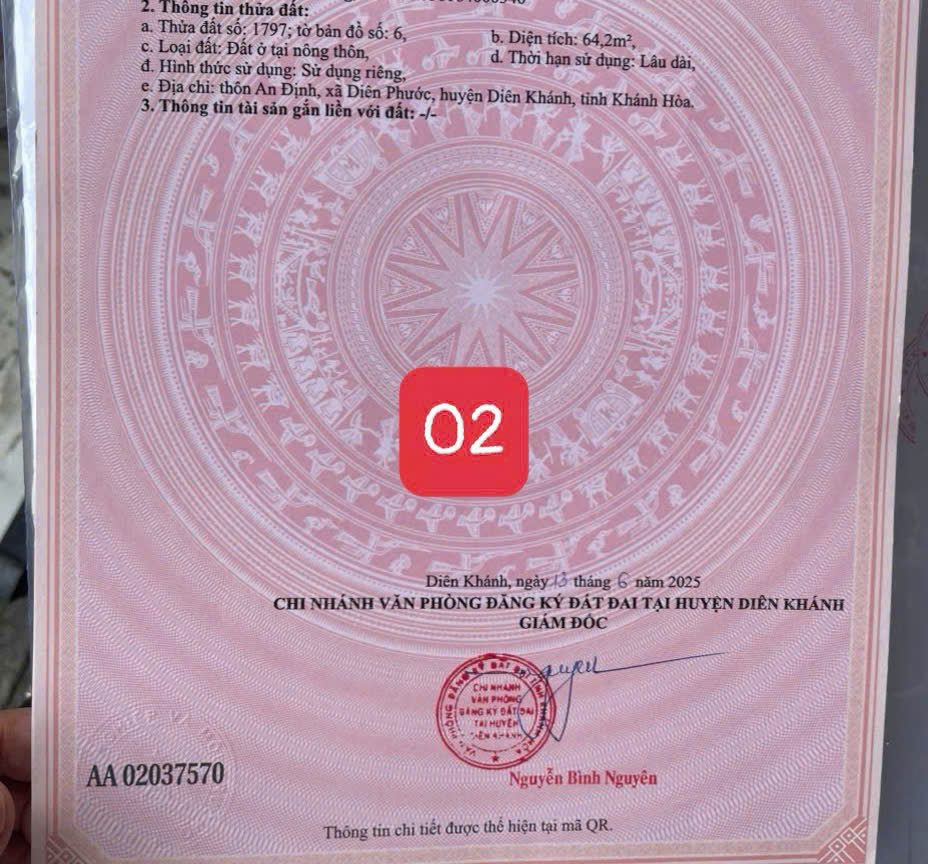 2. Thông tin thửa đất:
a. Thửa đất số: 1797; tờ bản đồ số: 6,
b. Diện tích: 64,2m²,
c. Loại đất: Đất ở tại nông thôn,
d. Thời hạn sử dụng: Lâu dài,
đ. Hình thức sử dụng: Sử dụng riêng,
e. Địa chỉ: thôn An Định, xã Diên Phước, huyện Diên Khánh, tỉnh Khánh Hòa.
3. Thông tin tài sản gắn liền với đất: -/-
02
Diên Khánh, ngày 13 tháng 6 năm 2025
CHI NHÁNH VĂN PHÒNG ĐĂNG KÝ ĐẤT ĐAI TẠI HUYỆN DIÊN KHÁNH
GIÁM ĐỐC
CHI NHÁNH
VĂN PHÒNG
ĐĂNG KÝ ĐẤT ĐAI
TẠI HUYỆN
DIÊN KHÁNH
AA 02037570
Nguyễn Bình Nguyên
Thông tin chi tiết được thể hiện tại mã QR.